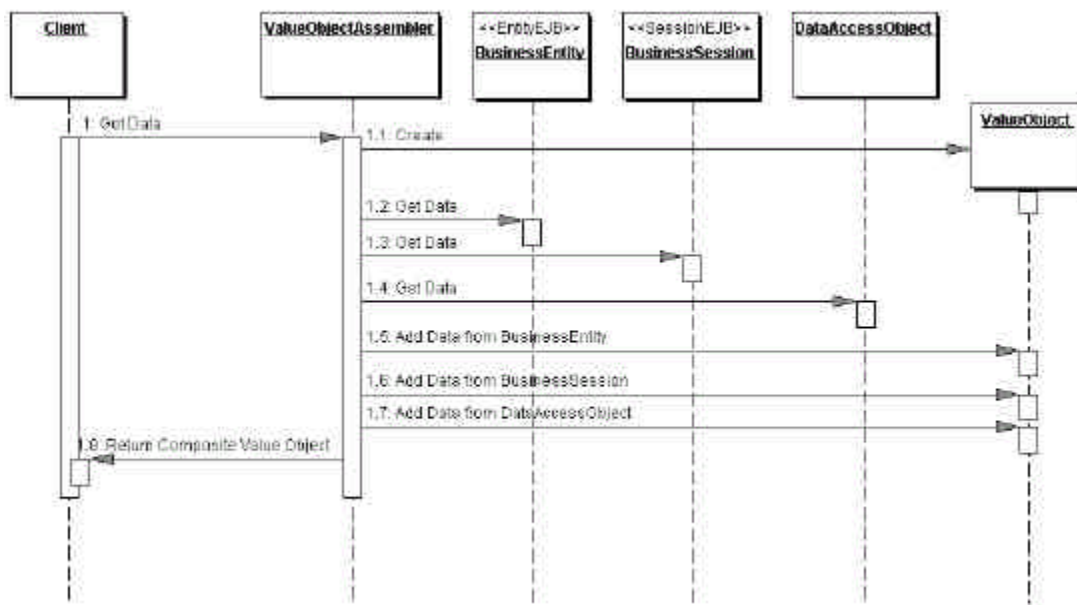 Client
ValueObjectAssembler
<<EntityEJB>>
BusinessEntity
<<SessionEJB>>
BusinessSession
DataAccessObject
ValueObject
1: Get Data
1.1: Create
1.2: Get Data
1.3: Get Data
1.4: Get Data
1.5: Add Data from BusinessEntity
1.6: Add Data from BusinessSession
1.7: Add Data from DataAccessObject
1.8: Return Composite Value Object